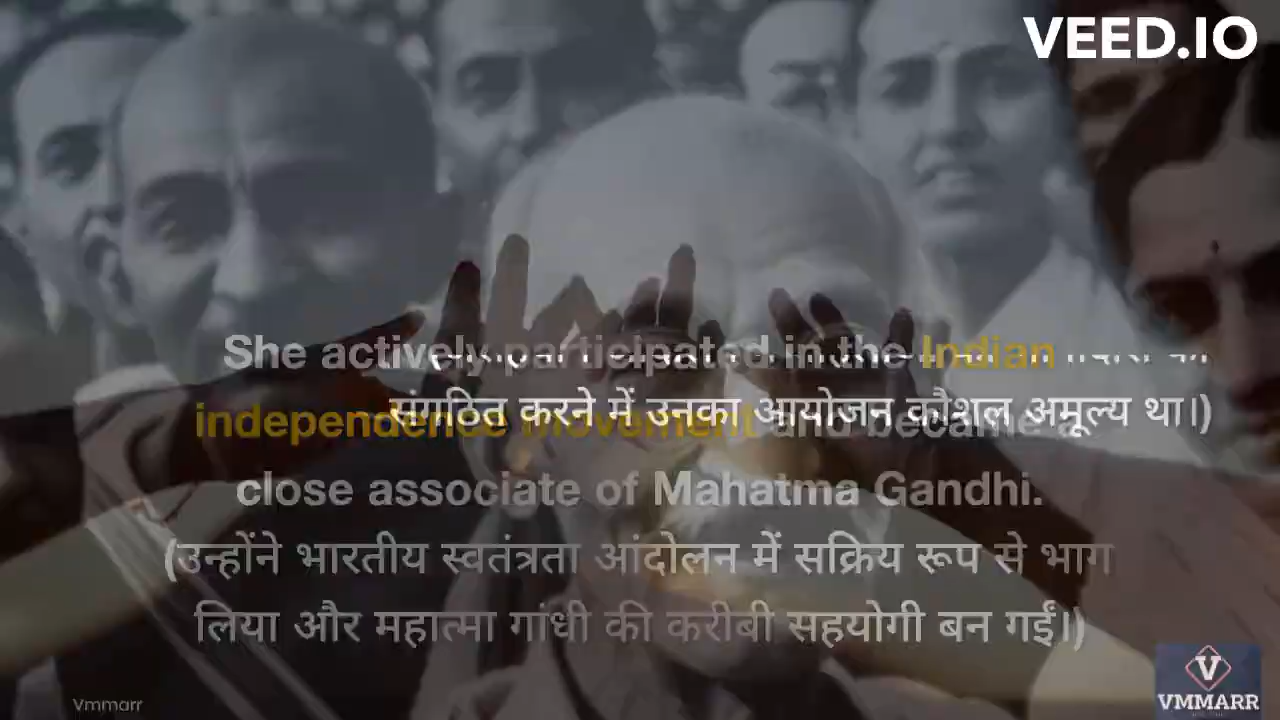 VEED.IO
She actively participated in the Indian
संगठित करने में उनका आयोजन कौशल अमूल्य था।)
independence movement and became a
close associate of Mahatma Gandhi.
(उन्होंने भारतीय स्वतंत्रता आंदोलन में सक्रिय रूप से भाग
लिया और महात्मा गांधी की करीबी सहयोगी बन गईं।)
Vmmarr
V
VMMARR